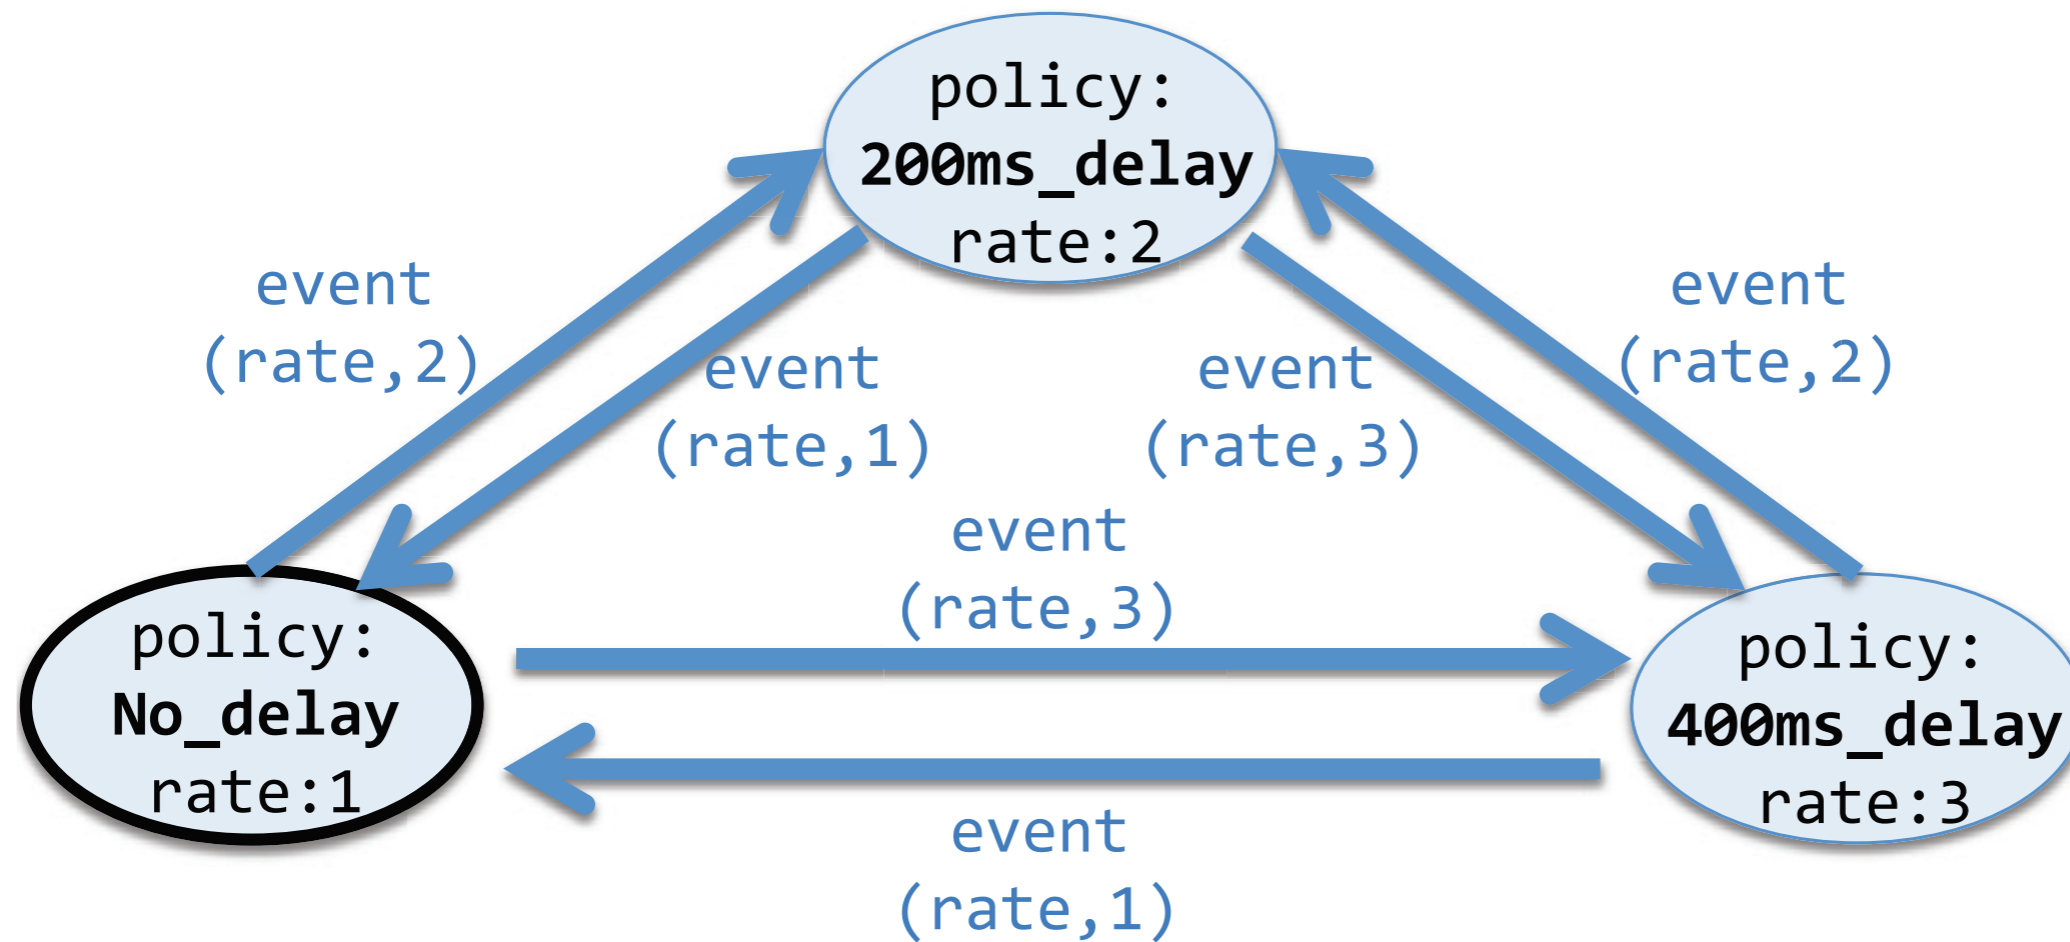 policy:
200ms_delay
rate:2
event
(rate,2)
event
(rate,1)
event
(rate,3)
event
(rate,2)
event
(rate,3)
policy:
No_delay
rate:1
policy:
400ms_delay
rate:3
event
(rate,1)